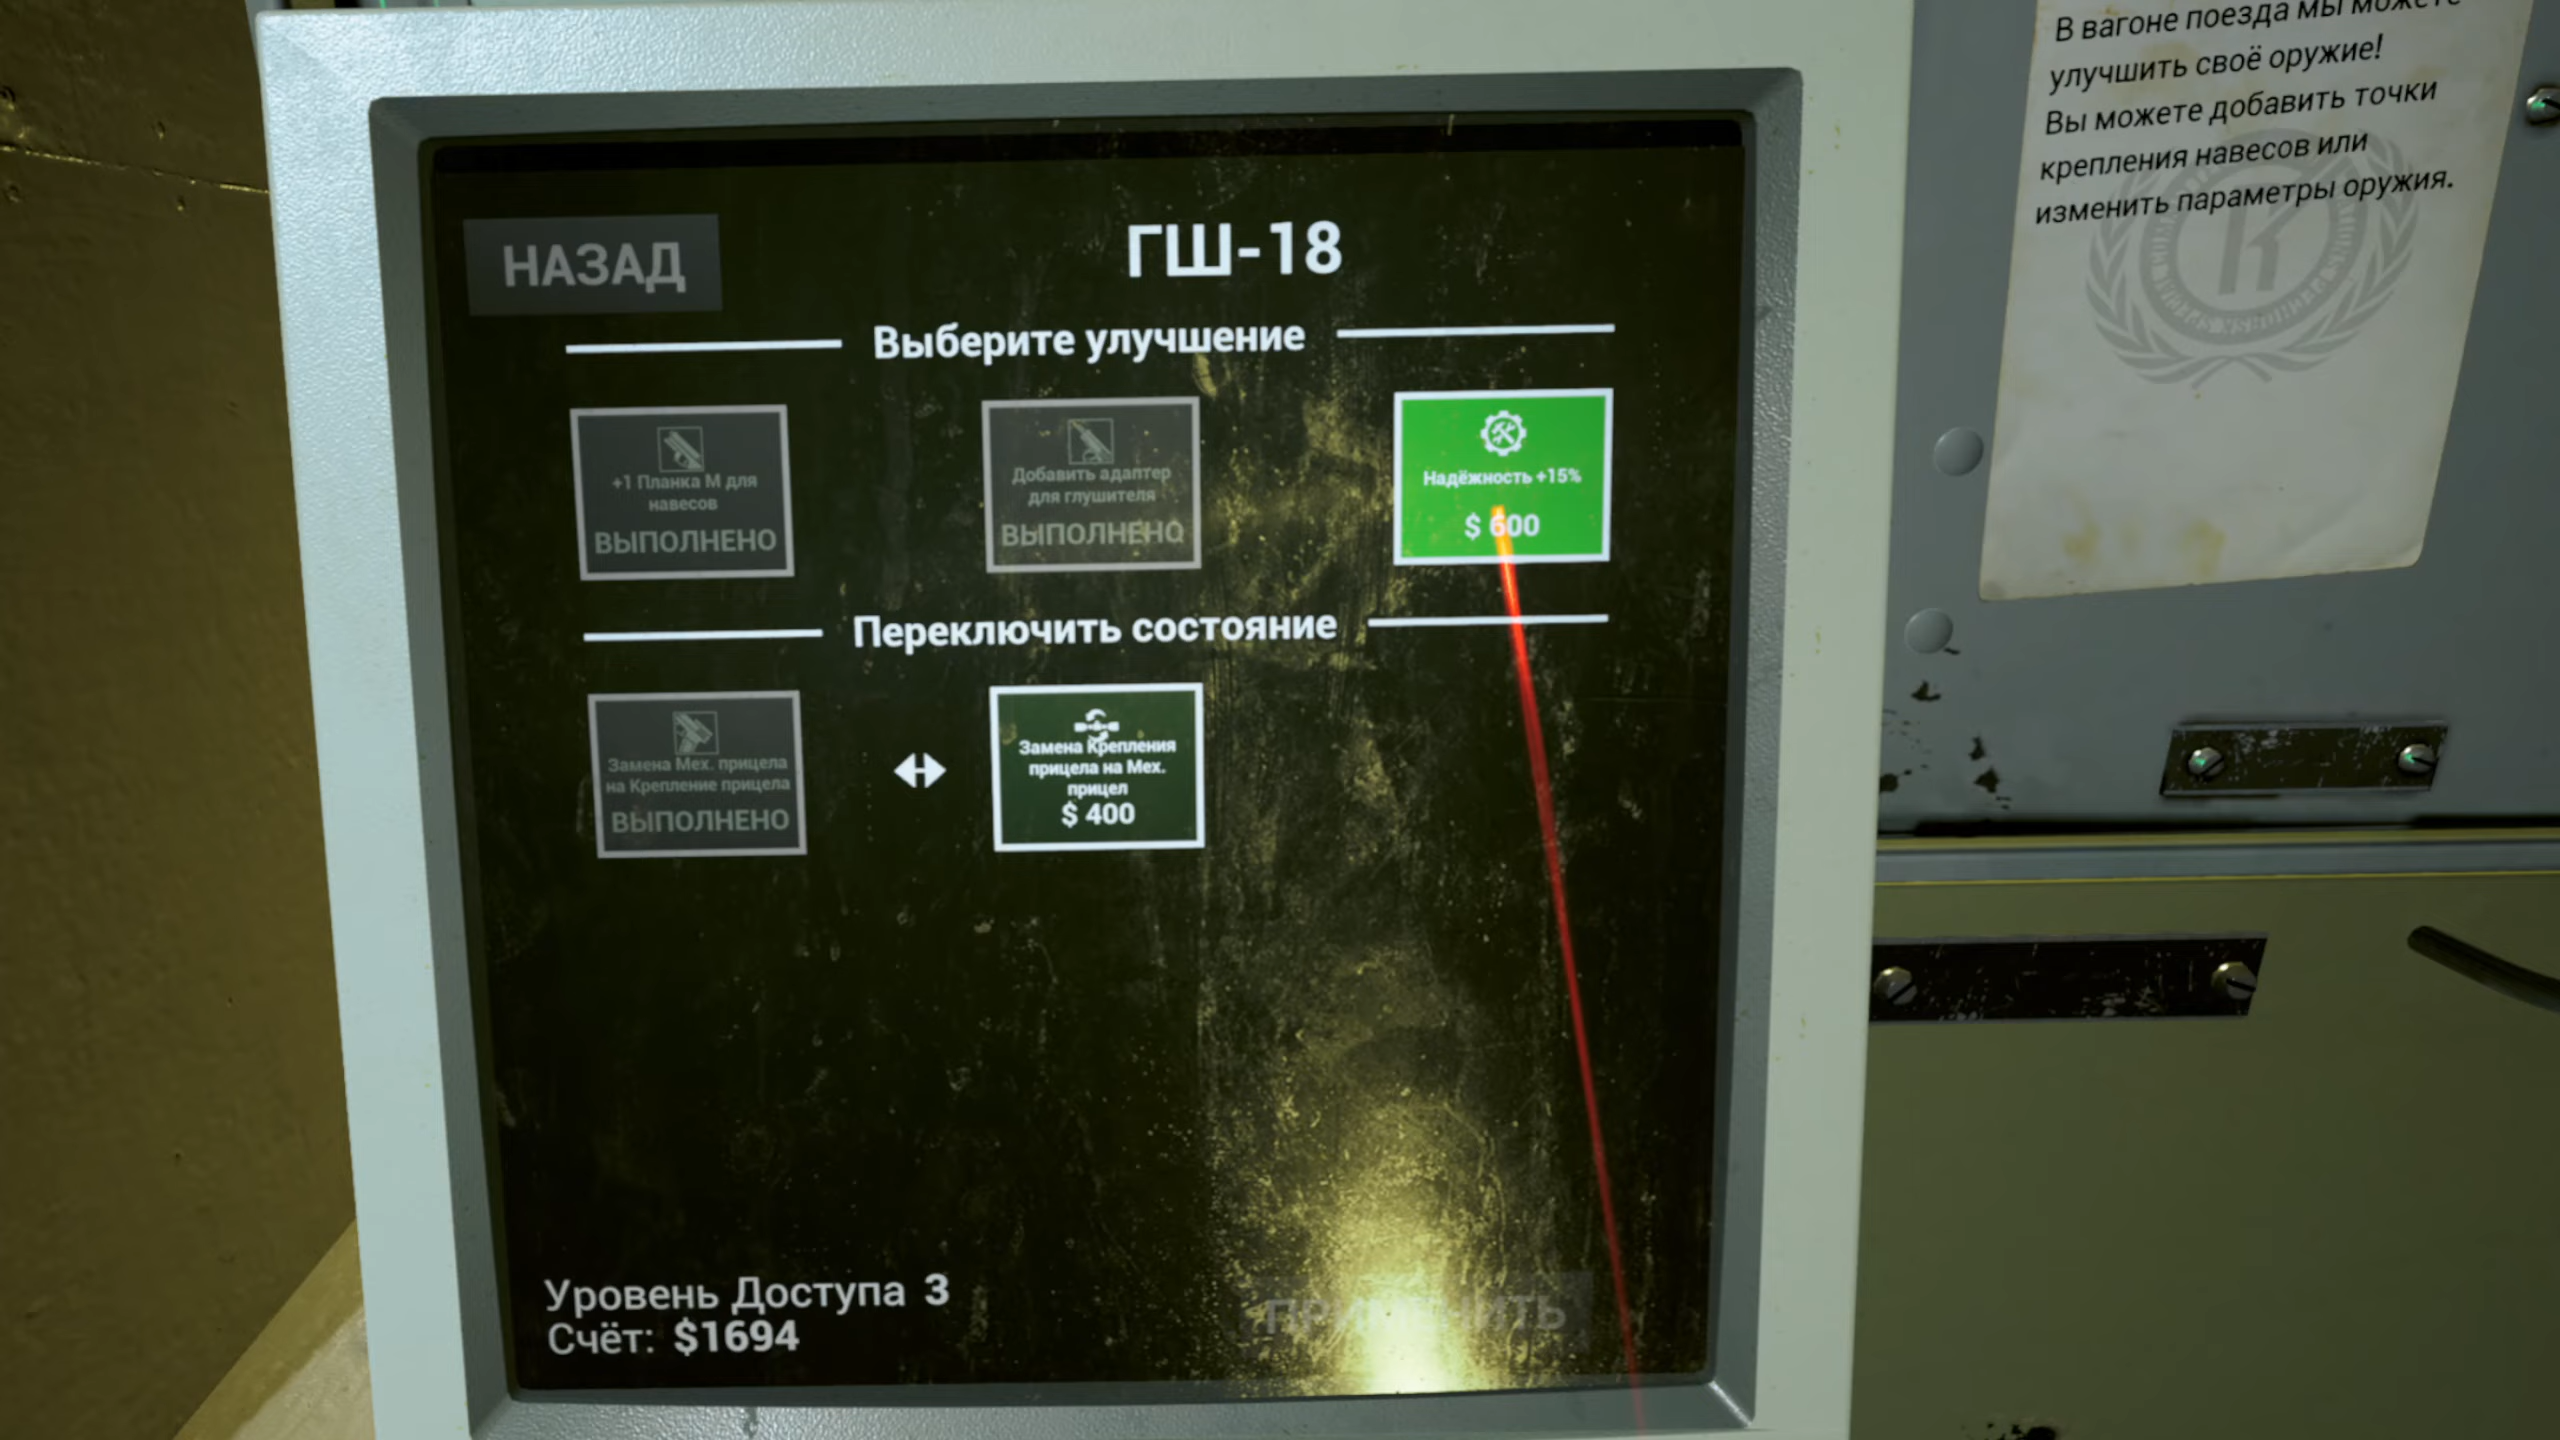 В вагоне поезда мы можете
улучшить своё оружие!
Вы можете добавить точки
крепления навесов или
изменить параметры оружия.
НАЗАД
ГШ-18
Выберите улучшение
+1 Планка М для
навесов
ВЫПОЛНЕНО
Добавить адаптер
для глушителя
ВЫПОЛНЕНО
Надёжность +15%
$ 600
Переключить состояние
Замена Мех. прицела
на Крепление прицела
ВЫПОЛНЕНО
Замена Крепления
прицела на Мех.
прицел
$ 400
Уровень Доступа 3
Счёт: $1694
ПРИМЕНИТЬ